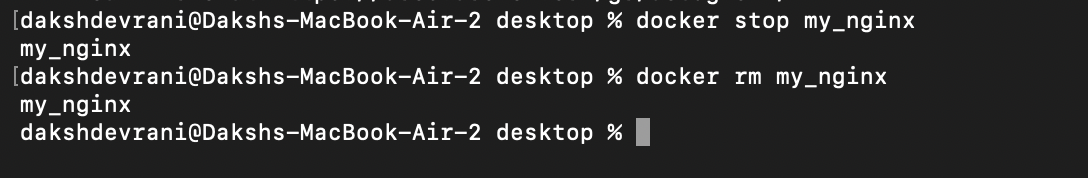 [dakshdevrani@Dakshs-MacBook-Air-2 desktop % docker stop my_nginx
my_nginx
[dakshdevrani@Dakshs-MacBook-Air-2 desktop % docker rm my_nginx
my_nginx
dakshdevrani@Dakshs-MacBook-Air-2 desktop %